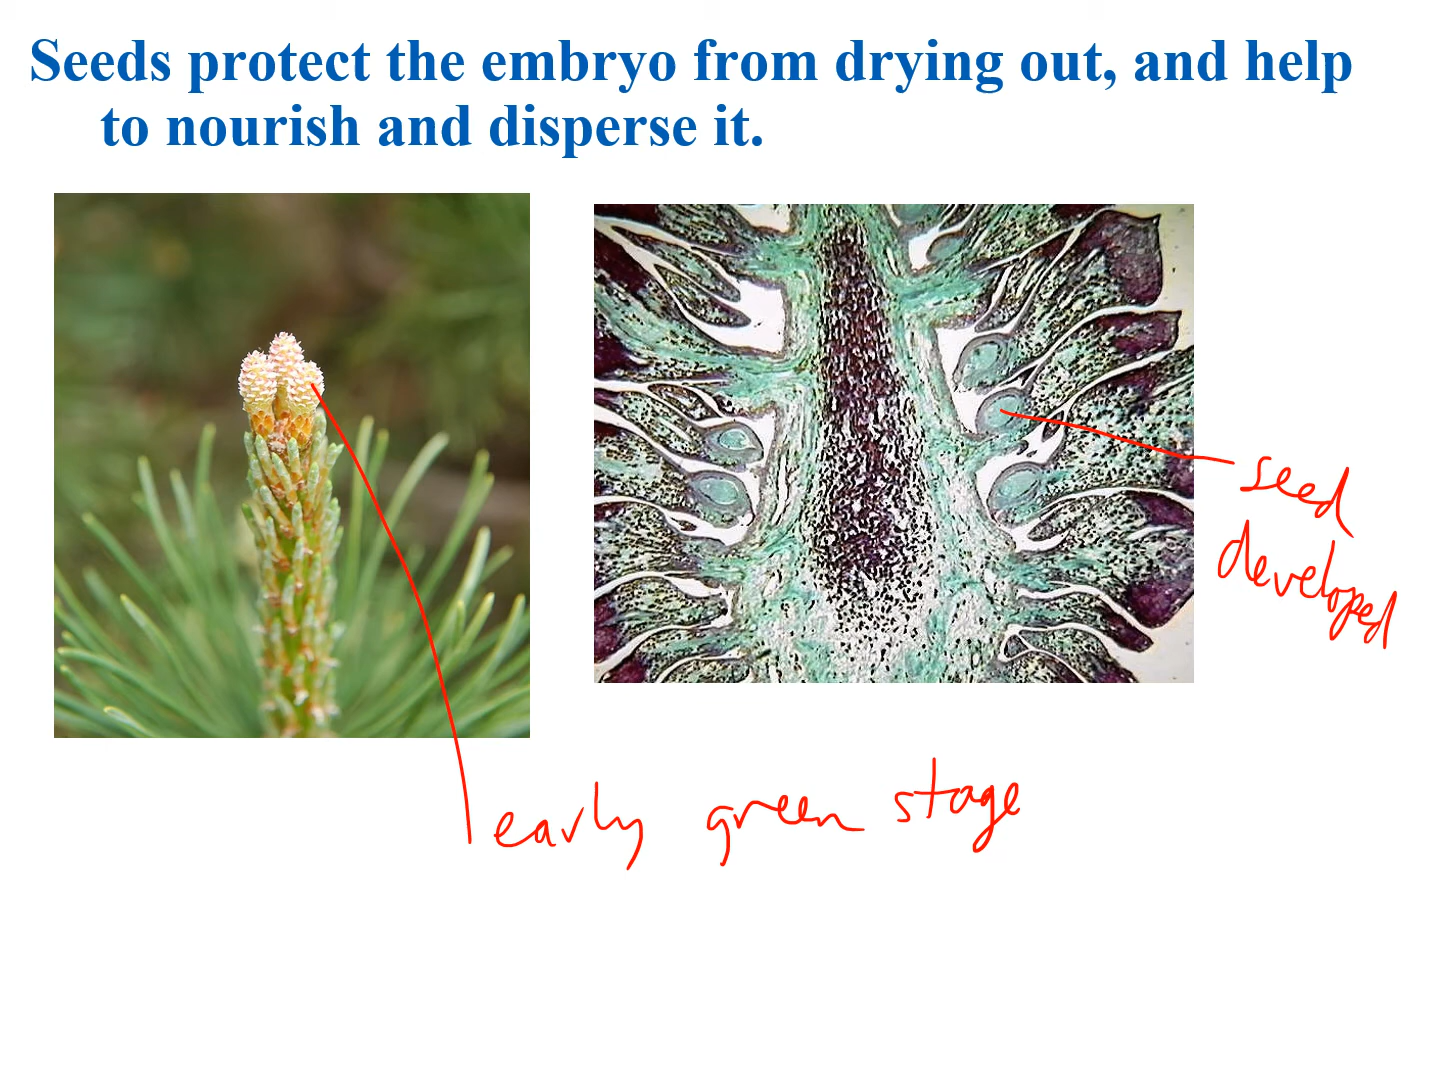 Seeds protect the embryo from drying out, and help
to nourish and disperse it.
seed
developed
early green stage